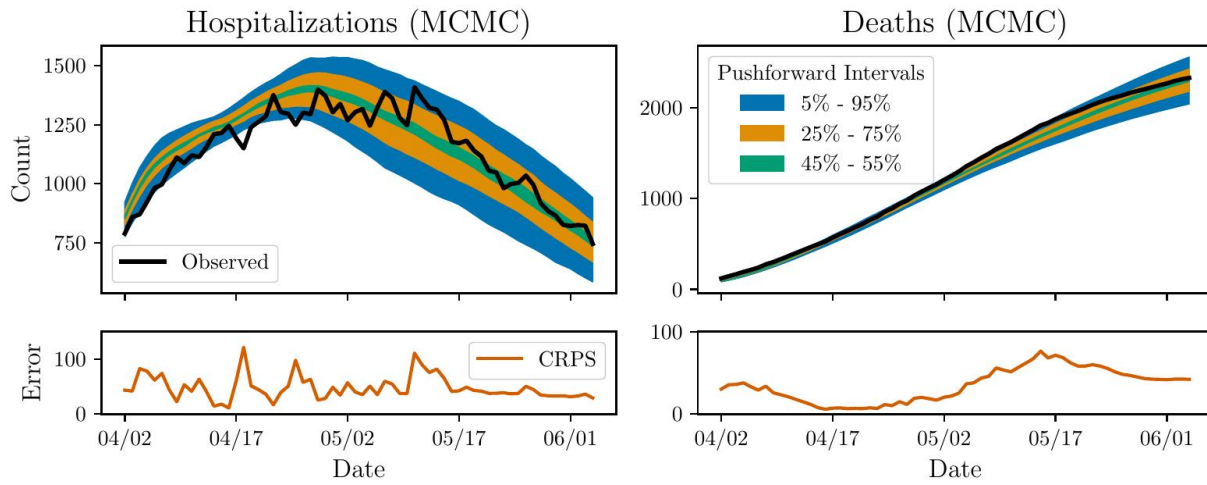 Hospitalizations (MCMC)
Deaths (MCMC)
Count
1500
1250
1000
750
Observed
2000
1000
0
Pushforward Intervals
5% - 95%
25% - 75%
45% - 55%
Error
100
0
CRPS
04/02 04/17 05/02 05/17 06/01
Date
100
0
04/02 04/17 05/02 05/17 06/01
Date